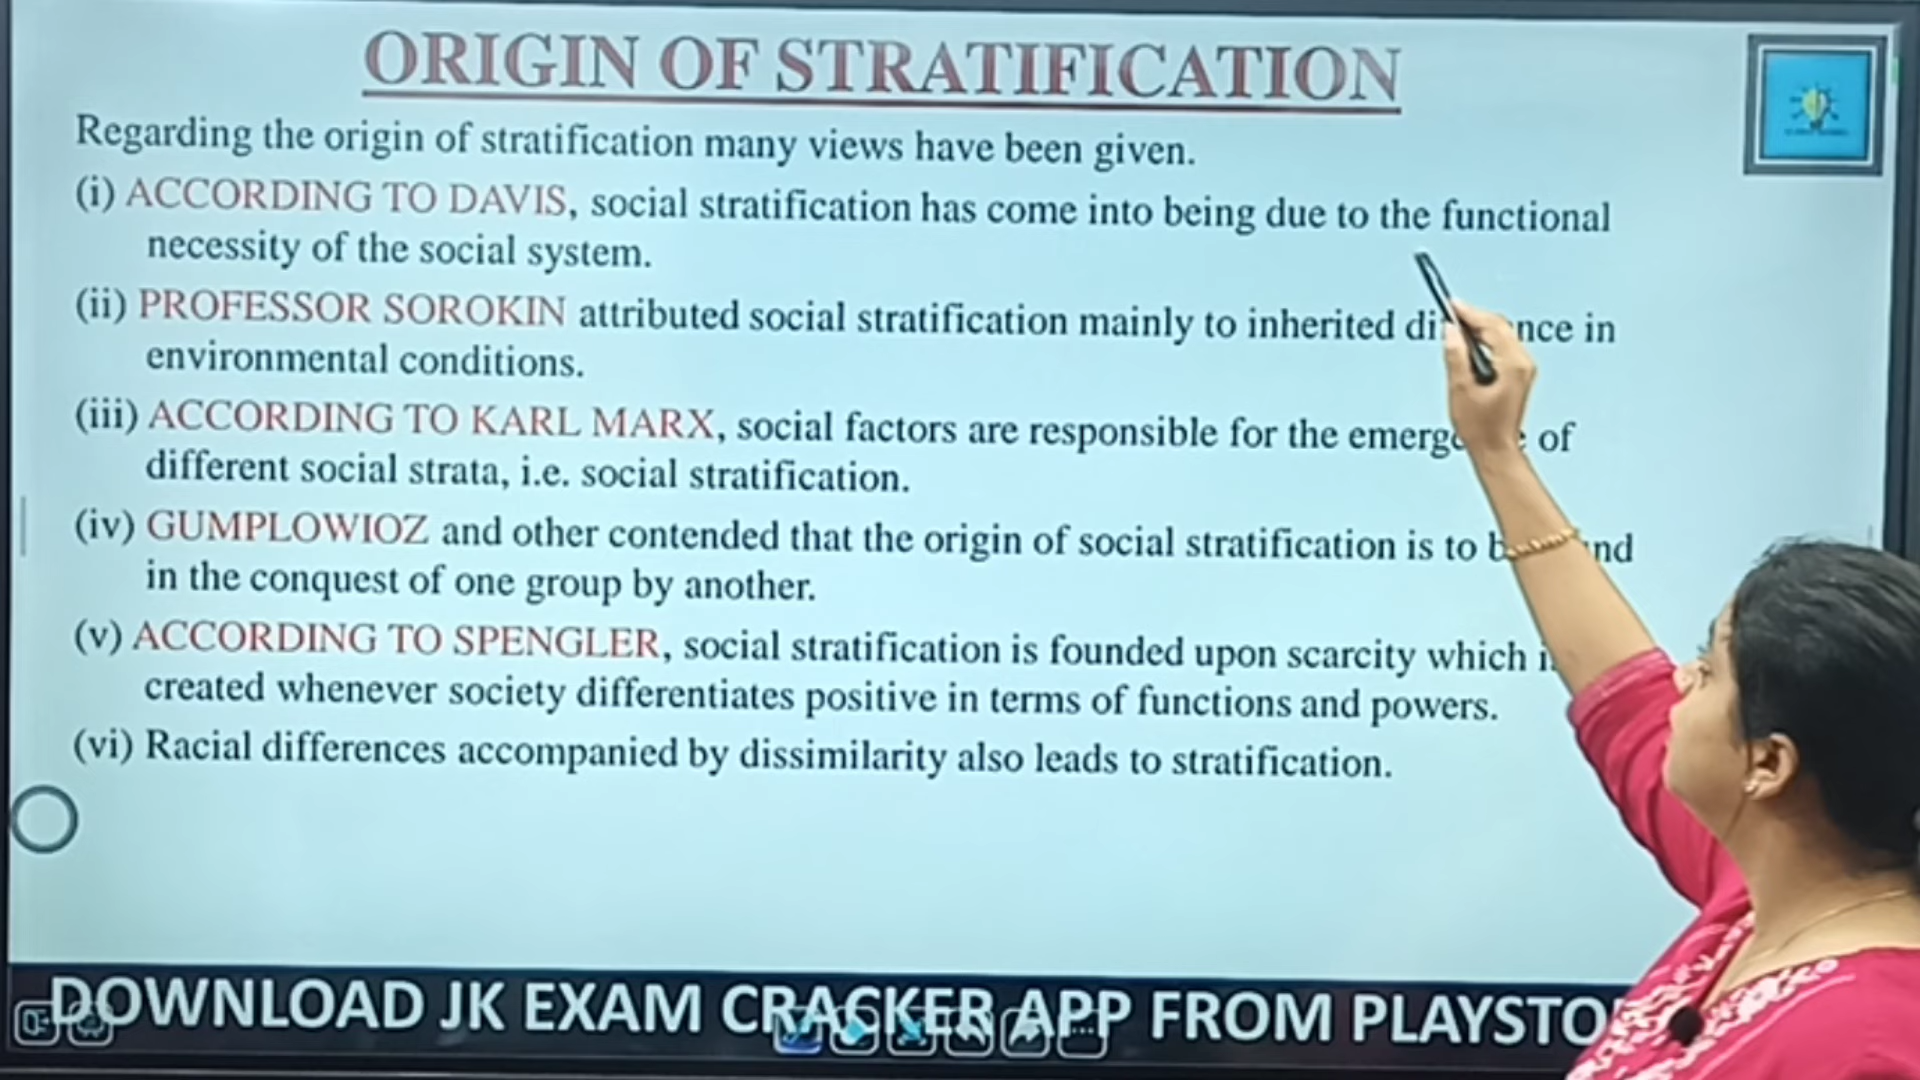 ORIGIN OF STRATIFICATION
Regarding the origin of stratification many views have been given.
(i) ACCORDING TO DAVIS, social stratification has come into being due to the functional
necessity of the social system.
(ii) PROFESSOR SOROKIN attributed social stratification mainly to inherited in
environmental conditions.
(iii) ACCORDING TO KARL MARX, social factors are responsible for the of
different social strata, i.e. social stratification.
(iv) GUMPLOWIOZ and other contended that the origin of social stratification is to
in the conquest of one group by another.
(v) ACCORDING TO SPENGLER, social stratification is founded upon scarcity which
created whenever society differentiates positive in terms of functions and powers.
(vi) Racial differences accompanied by dissimilarity also leads to stratification.
DOWNLOAD JK EXAM CRACKER APP FROM